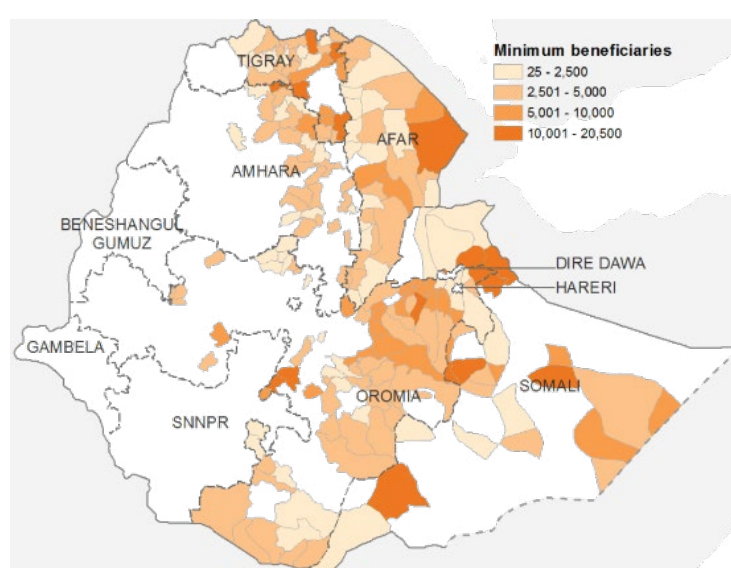 Minimum beneficiaries
25 - 2,500
2,501 - 5,000
5,001 - 10,000
10,001 - 20,500
TIGRAY
AFAR
AMHARA
BENESHANGUL
GUMUZ
DIRE DAWA
HARERI
GAMBELA
SOMALI
OROMIA
SNNPR